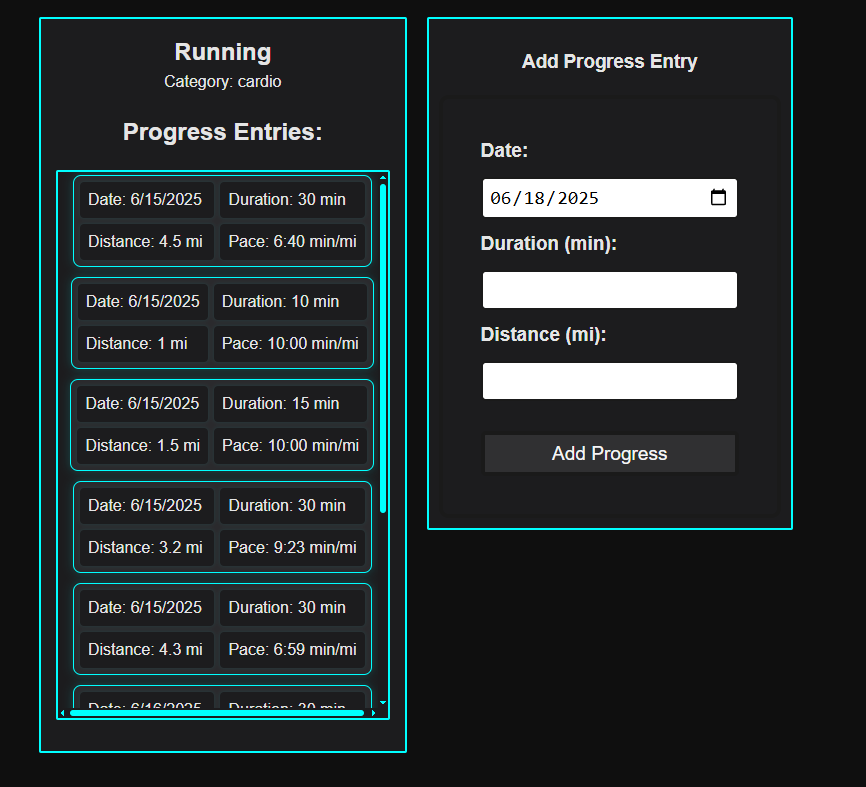 Running
Category: cardio
Progress Entries:
Date: 6/15/2025 Duration: 30 min
Distance: 4.5 mi Pace: 6:40 min/mi
Date: 6/15/2025 Duration: 10 min
Distance: 1 mi Pace: 10:00 min/mi
Date: 6/15/2025 Duration: 15 min
Distance: 1.5 mi Pace: 10:00 min/mi
Date: 6/15/2025 Duration: 30 min
Distance: 3.2 mi Pace: 9:23 min/mi
Date: 6/15/2025 Duration: 30 min
Distance: 4.3 mi Pace: 6:59 min/mi
Date: 6/16/2025 Duration: 30 min
Add Progress Entry
Date:
06/18/2025
Duration (min):
Distance (mi):
Add Progress